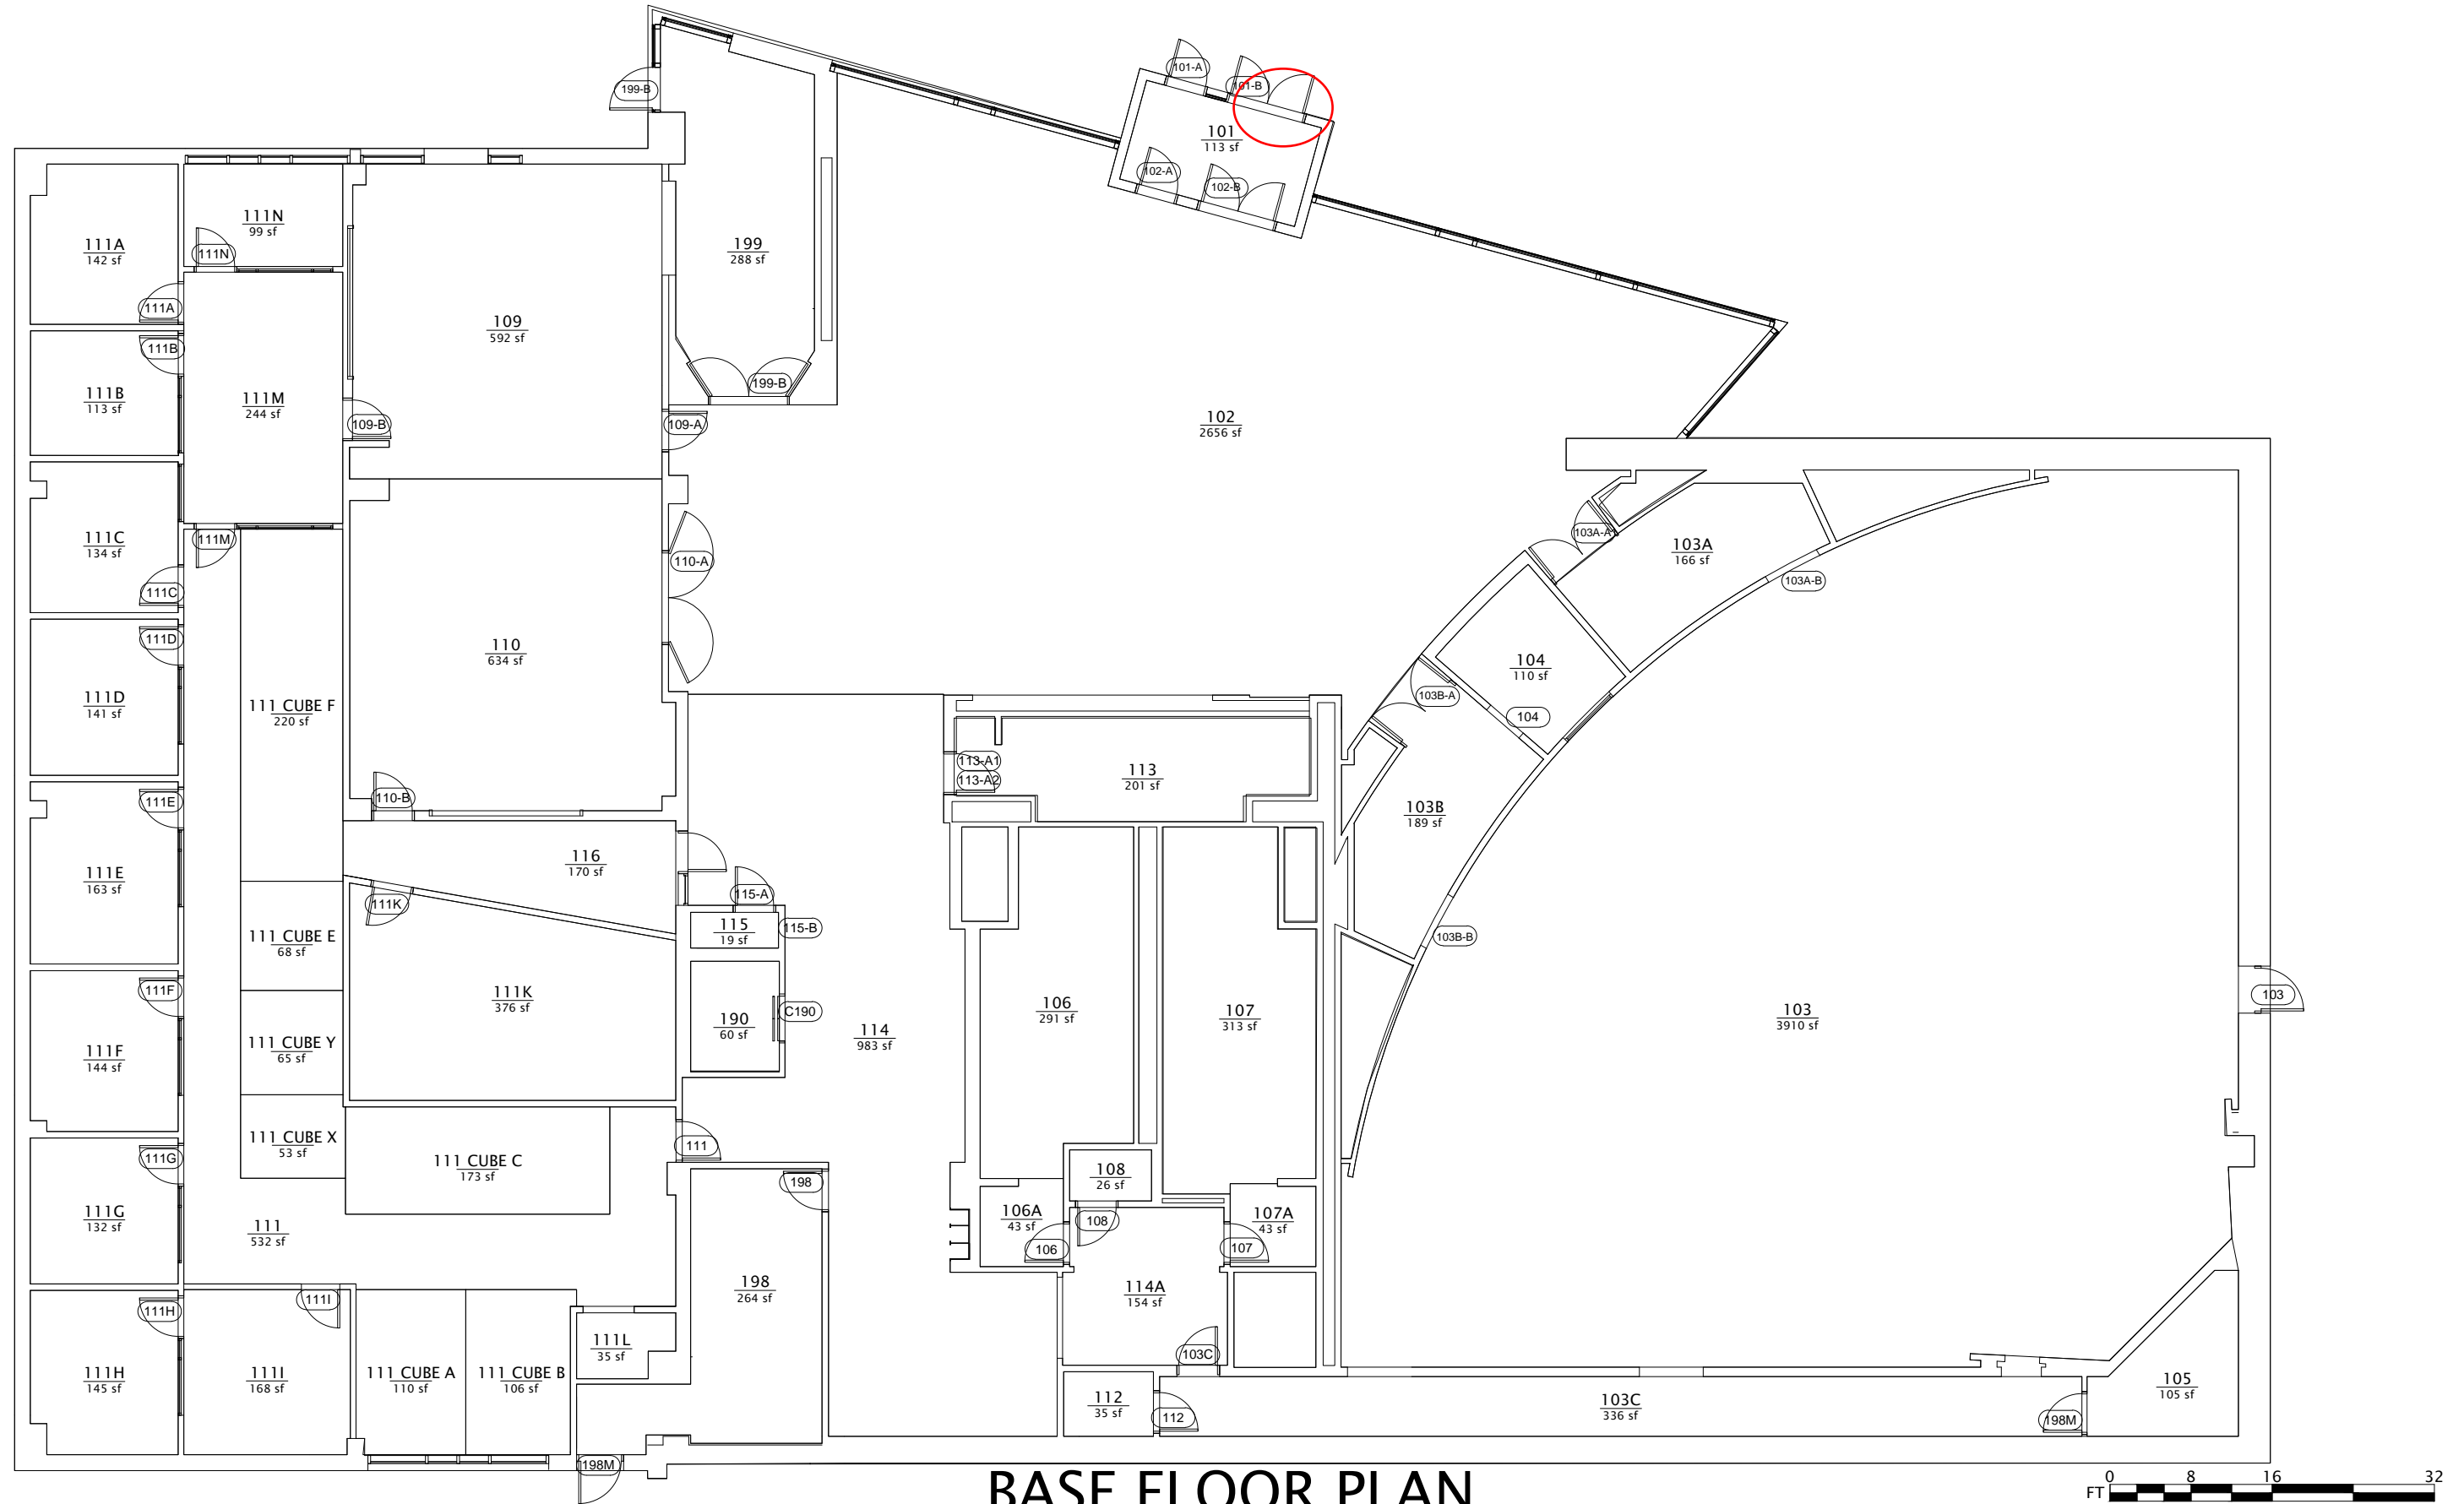 101-A
101-B
199-B
101
113 sf
102-A
102-B
111N
99 sf
111A
142 sf
111N
199
288 sf
111A
109
592 sf
111B
199-B
111B
113 sf
111M
244 sf
109-B
109-A
102
2656 sf
111C
134 sf
111M
110-A
103A-A
103A
166 sf
103A-B
111C
111D
110
634 sf
104
110 sf
111D
141 sf
111 CUBE F
220 sf
103B-A
104
113-A1
113-A2
113
201 sf
111E
110-B
103B
189 sf
116
170 sf
111E
163 sf
111K
115-A
115
19 sf
115-B
111 CUBE E
68 sf
103B-B
111F
111K
376 sf
103
190
60 sf
C190
106
291 sf
107
313 sf
103
3910 sf
114
983 sf
111F
144 sf
111 CUBE Y
65 sf
111 CUBE X
53 sf
111
111G
111 CUBE C
173 sf
108
26 sf
198
111G
132 sf
111
532 sf
106A
43 sf
108
107A
43 sf
106
107
198
264 sf
114A
154 sf
111H
111I
111L
35 sf
103C
111H
145 sf
111I
168 sf
111 CUBE A
110 sf
111 CUBE B
106 sf
112
35 sf
112
103C
336 sf
198M
105
105 sf
198M
BASE FLOOR PLAN
0 8 16 32
FT